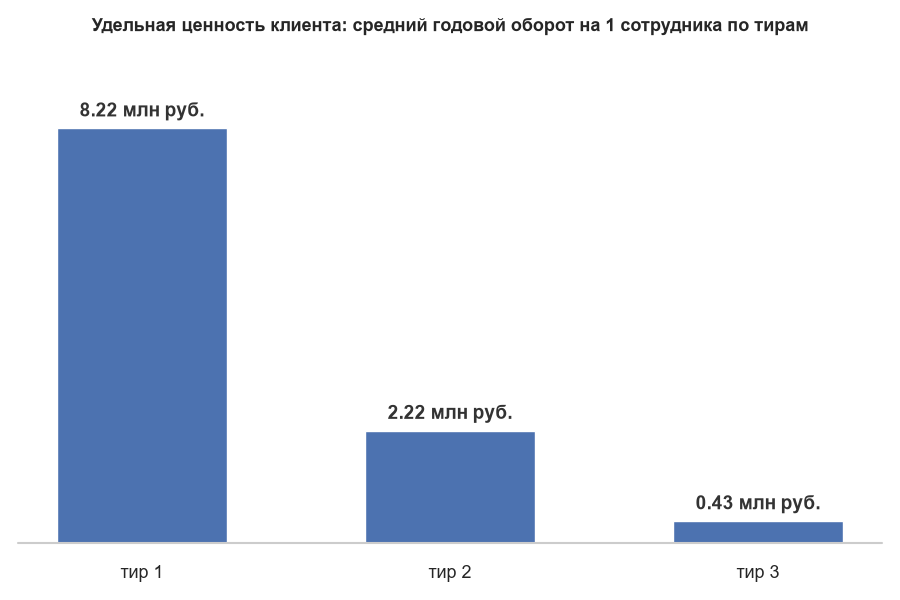 Удельная ценность клиента: средний годовой оборот на 1 сотрудника по тирам
8.22 млн руб.
2.22 млн руб.
0.43 млн руб.
тир 1
тир 2
тир 3